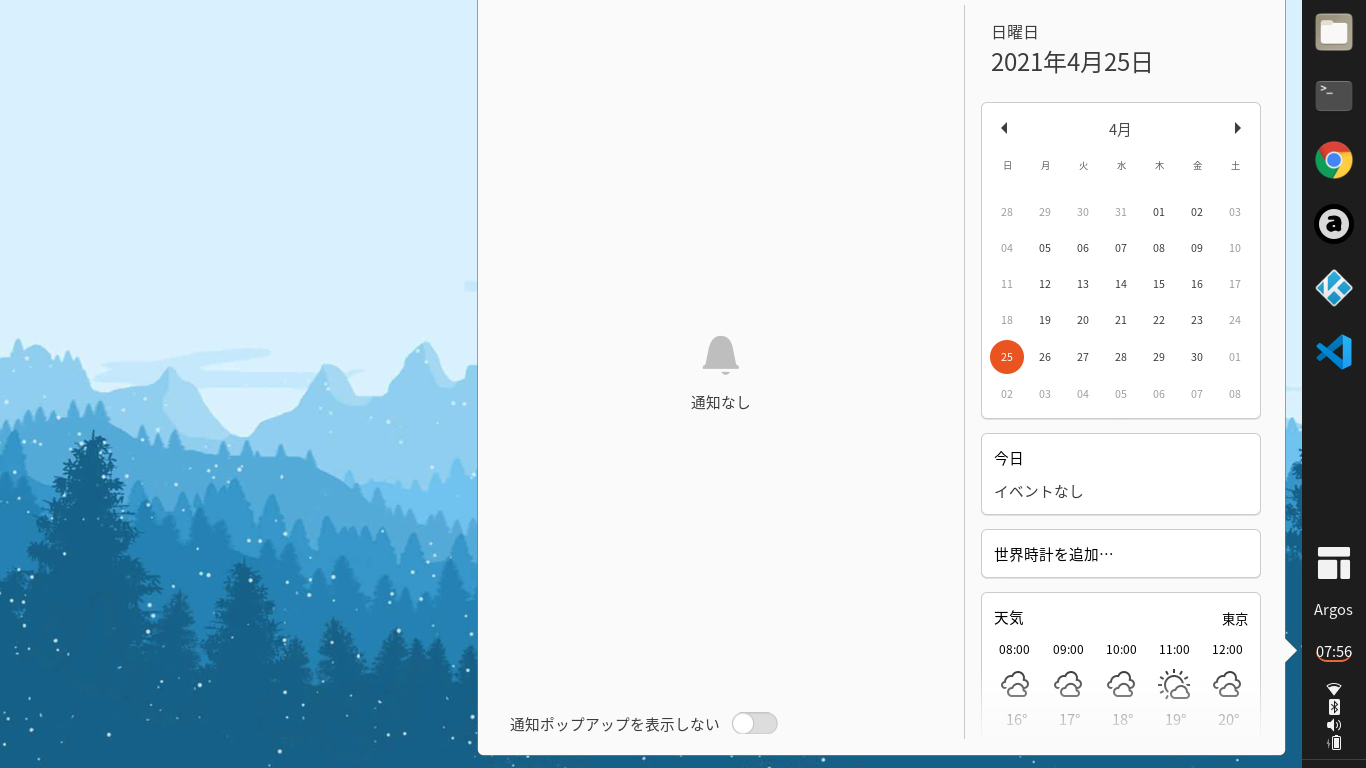 通知なし
通知ポップアップを表示しない
日曜日
2021年4月25日
4月
日 月 火 水 木 金 土
28 29 30 31 01 02 03
04 05 06 07 08 09 10
11 12 13 14 15 16 17
18 19 20 21 22 23 24
25 26 27 28 29 30 01
02 03 04 05 06 07 08
今日
イベントなし
世界時計を追加…
天気 東京
08:00 09:00 10:00 11:00 12:00
16° 17° 18° 19° 20°
>_
a
Argos
07:56